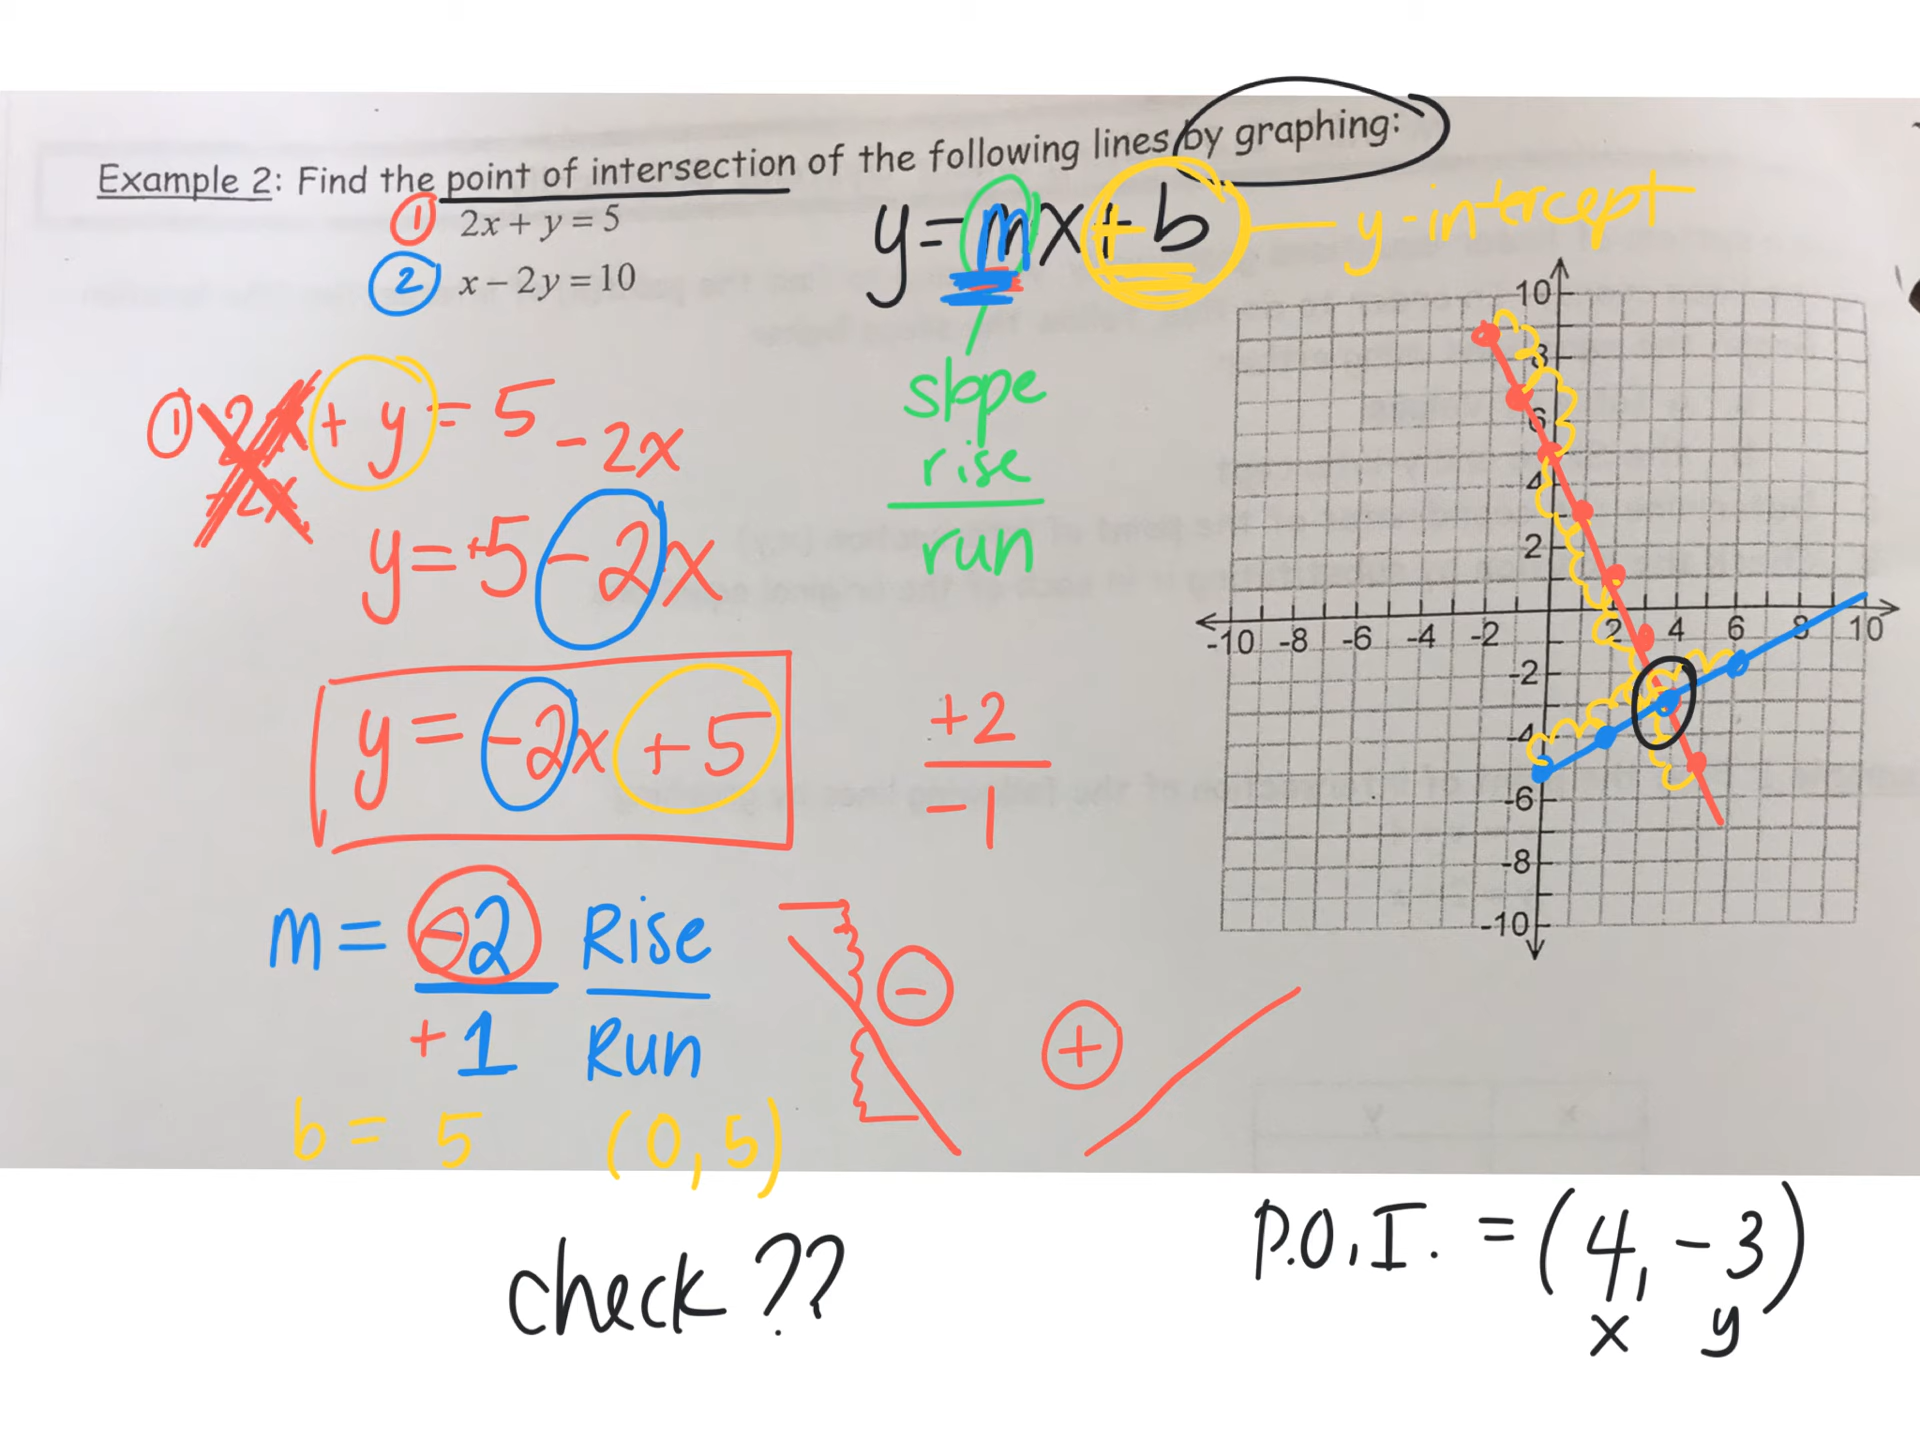 Example 2: Find the point of intersection of the following lines by graphing:
① 2x + y = 5
② x − 2y = 10
y = mx + b — y-intercept
slope
rise
run
① 2x + y = 5 - 2x
-2x
y = +5 - 2x
y = -2x + 5
+2
-1
m = -2 Rise
+1 Run
b = 5 (0, 5)
-
+
10
8
6
4
2
-10 -8 -6 -4 -2 2 4 6 8 10
-2
-4
-6
-8
-10
check ??
P.O.I. = (4, -3)
x y